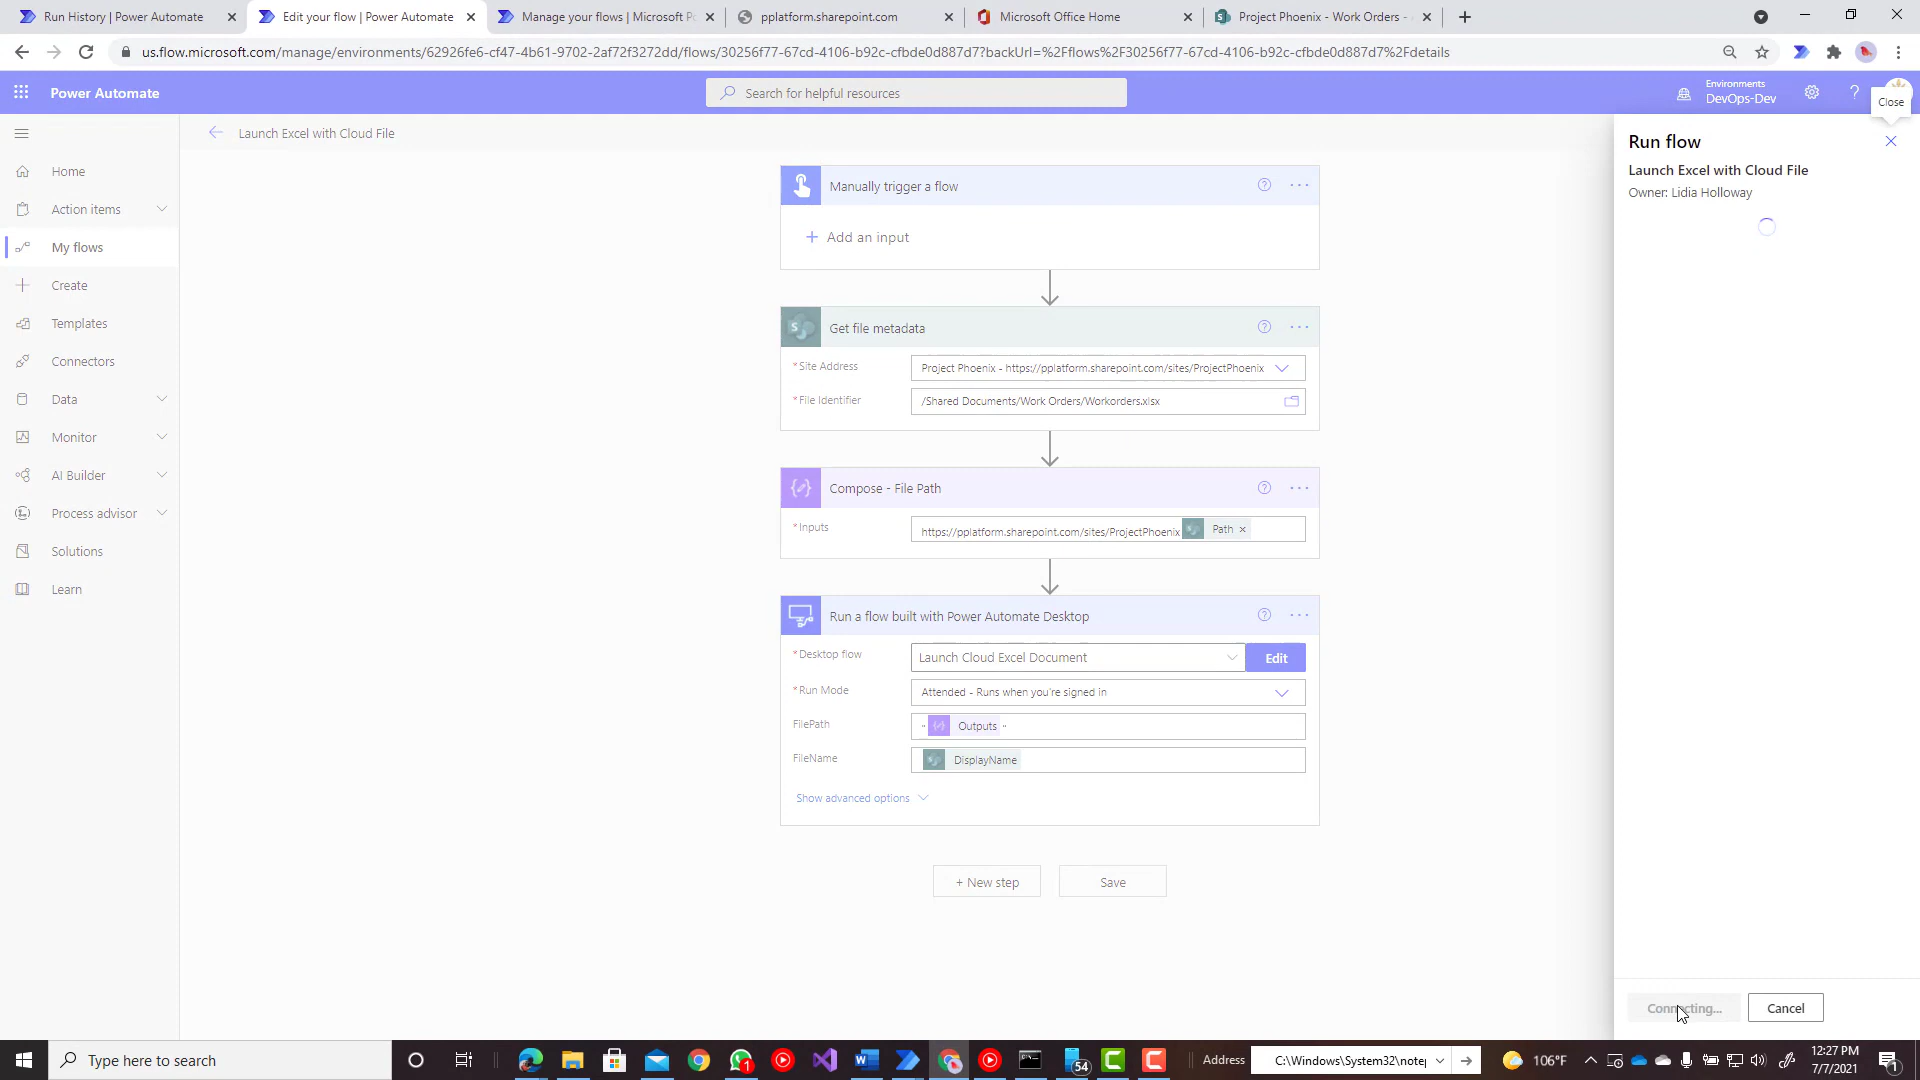 Run History | Power Automate
Edit your flow | Power Automate
Manage your flows | Microsoft Po
pplatform.sharepoint.com
Microsoft Office Home
Project Phoenix - Work Orders -
us.flow.microsoft.com/manage/environments/62926fe6-cf47-4b61-9702-2af72f3272dd/flows/30256f77-67cd-4106-b92c-cfbde0d887d7?backUrl=%2Fflows%2F30256f77-67cd-4106-b92c-cfbde0d887d7%2Fdetails
Power Automate
Search for helpful resources
Environments
DevOps-Dev
Close
Launch Excel with Cloud File
Home
Action items
My flows
Create
Templates
Connectors
Data
Monitor
AI Builder
Process advisor
Solutions
Learn
Manually trigger a flow
Add an input
Get file metadata
*Site Address
Project Phoenix - https://pplatform.sharepoint.com/sites/ProjectPhoenix
*File Identifier
/Shared Documents/Work Orders/Workorders.xlsx
Compose - File Path
*Inputs
https://pplatform.sharepoint.com/sites/ProjectPhoenix Path ×
Run a flow built with Power Automate Desktop
*Desktop flow
Launch Cloud Excel Document
Edit
*Run Mode
Attended - Runs when you're signed in
FilePath
" Outputs "
FileName
DisplayName
Show advanced options
+ New step
Save
Run flow
Launch Excel with Cloud File
Owner: Lidia Holloway
Connecting...
Cancel
Type here to search
1
54
Address
C:\Windows\System32\notep
106°F
12:27 PM
7/7/2021
1